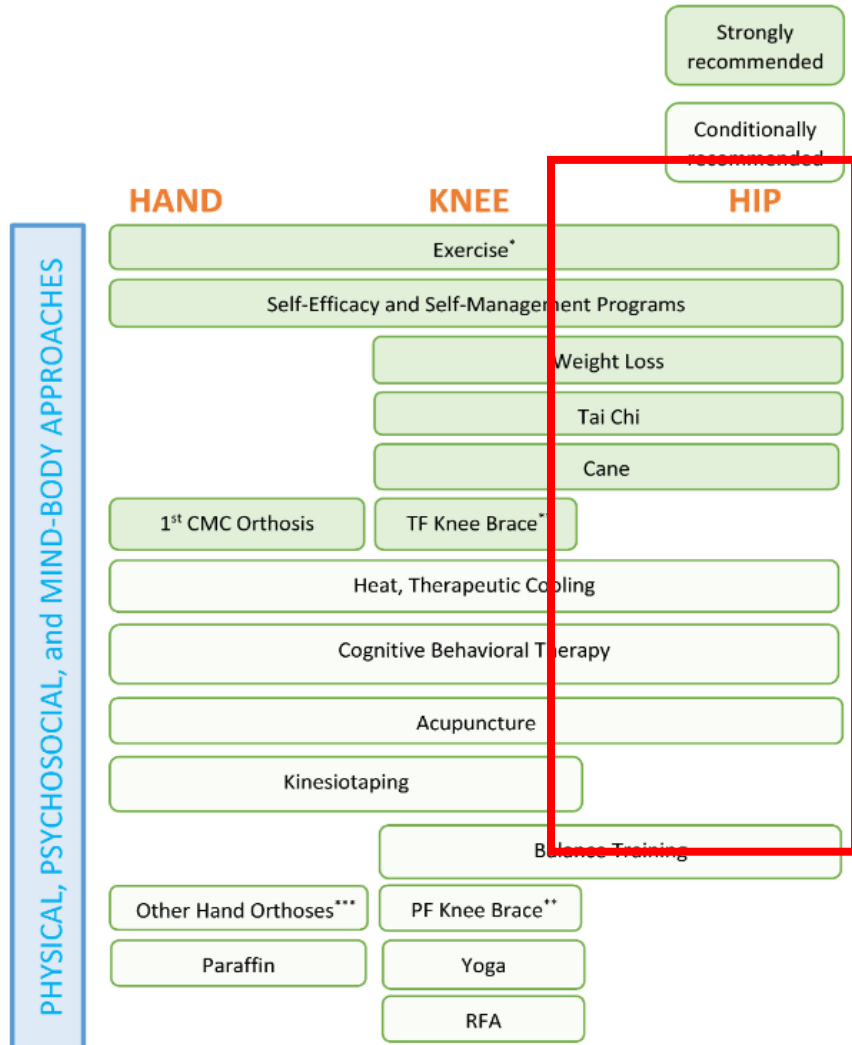 Strongly
recommended
Conditionally
recommended
HAND KNEE HIP
PHYSICAL, PSYCHOSOCIAL, and MIND-BODY APPROACHES
Exercise*
Self-Efficacy and Self-Management Programs
Weight Loss
Tai Chi
Cane
1st CMC Orthosis TF Knee Brace*
Heat, Therapeutic Cooling
Cognitive Behavioral Therapy
Acupuncture
Kinesiotaping
Balance Training
Other Hand Orthoses*** PF Knee Brace**
Paraffin Yoga
RFA